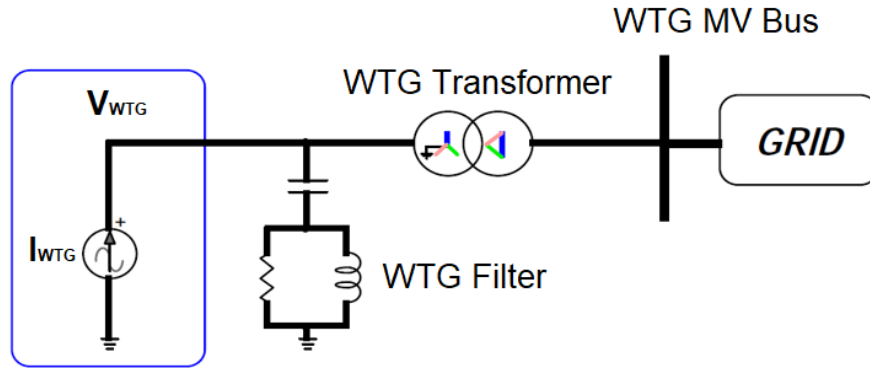 WTG MV Bus
WTG Transformer
VWTG
GRID
+
IWTG
WTG Filter